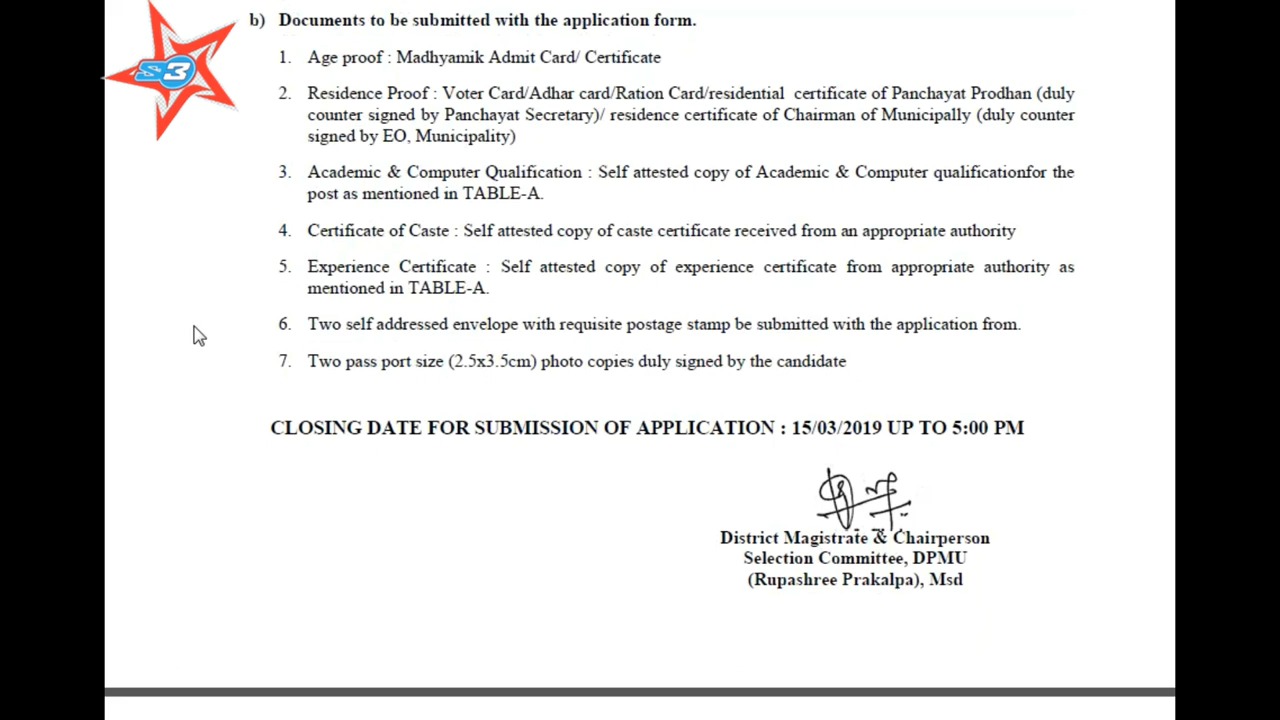 S3
b) Documents to be submitted with the application form.
1. Age proof : Madhyamik Admit Card/ Certificate
2. Residence Proof : Voter Card/Adhar card/Ration Card/residential certificate of Panchayat Prodhan (duly
counter signed by Panchayat Secretary)/ residence certificate of Chairman of Municipally (duly counter
signed by EO, Municipality)
3. Academic & Computer Qualification : Self attested copy of Academic & Computer qualificationfor the
post as mentioned in TABLE-A.
4. Certificate of Caste : Self attested copy of caste certificate received from an appropriate authority
5. Experience Certificate : Self attested copy of experience certificate from appropriate authority as
mentioned in TABLE-A.
6. Two self addressed envelope with requisite postage stamp be submitted with the application from.
7. Two pass port size (2.5x3.5cm) photo copies duly signed by the candidate
CLOSING DATE FOR SUBMISSION OF APPLICATION : 15/03/2019 UP TO 5:00 PM
District Magistrate & Chairperson
Selection Committee, DPMU
(Rupashree Prakalpa), Msd